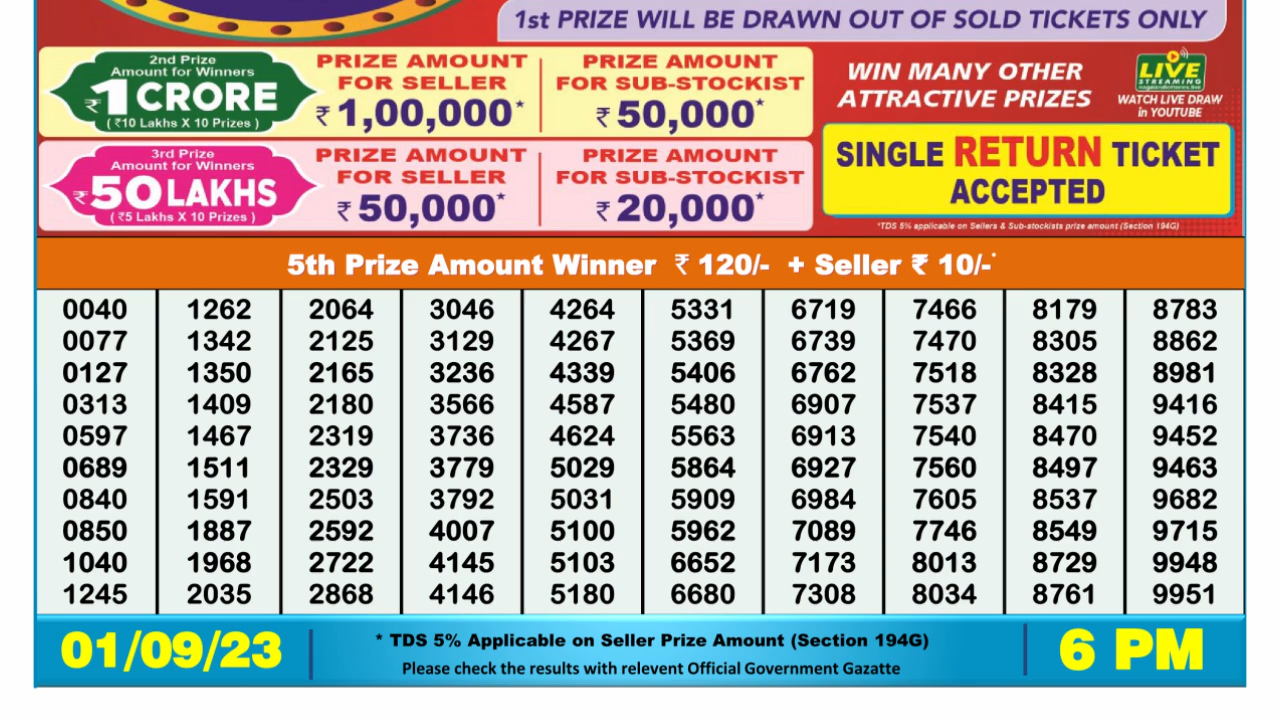 1st PRIZE WILL BE DRAWN OUT OF SOLD TICKETS ONLY
2nd Prize
Amount for Winners
₹1 CRORE
(₹10 Lakhs X 10 Prizes)
PRIZE AMOUNT
FOR SELLER
₹ 1,00,000*
PRIZE AMOUNT
FOR SUB-STOCKIST
₹ 50,000*
3rd Prize
Amount for Winners
₹50 LAKHS
(₹5 Lakhs X 10 Prizes)
PRIZE AMOUNT
FOR SELLER
₹ 50,000*
PRIZE AMOUNT
FOR SUB-STOCKIST
₹ 20,000*
WIN MANY OTHER
ATTRACTIVE PRIZES
LIVE
STREAMING
WATCH LIVE DRAW
in YOUTUBE
SINGLE RETURN TICKET
ACCEPTED
*TDS 5% applicable on Sellers & Sub-stockists prize amount (Section 194G)
5th Prize Amount Winner ₹ 120/- + Seller ₹ 10/-*
0040 1262 2064 3046 4264 5331 6719 7466 8179 8783
0077 1342 2125 3129 4267 5369 6739 7470 8305 8862
0127 1350 2165 3236 4339 5406 6762 7518 8328 8981
0313 1409 2180 3566 4587 5480 6907 7537 8415 9416
0597 1467 2319 3736 4624 5563 6913 7540 8470 9452
0689 1511 2329 3779 5029 5864 6927 7560 8497 9463
0840 1591 2503 3792 5031 5909 6984 7605 8537 9682
0850 1887 2592 4007 5100 5962 7089 7746 8549 9715
1040 1968 2722 4145 5103 6652 7173 8013 8729 9948
1245 2035 2868 4146 5180 6680 7308 8034 8761 9951
01/09/23
* TDS 5% Applicable on Seller Prize Amount (Section 194G)
Please check the results with relevent Official Government Gazatte
6 PM